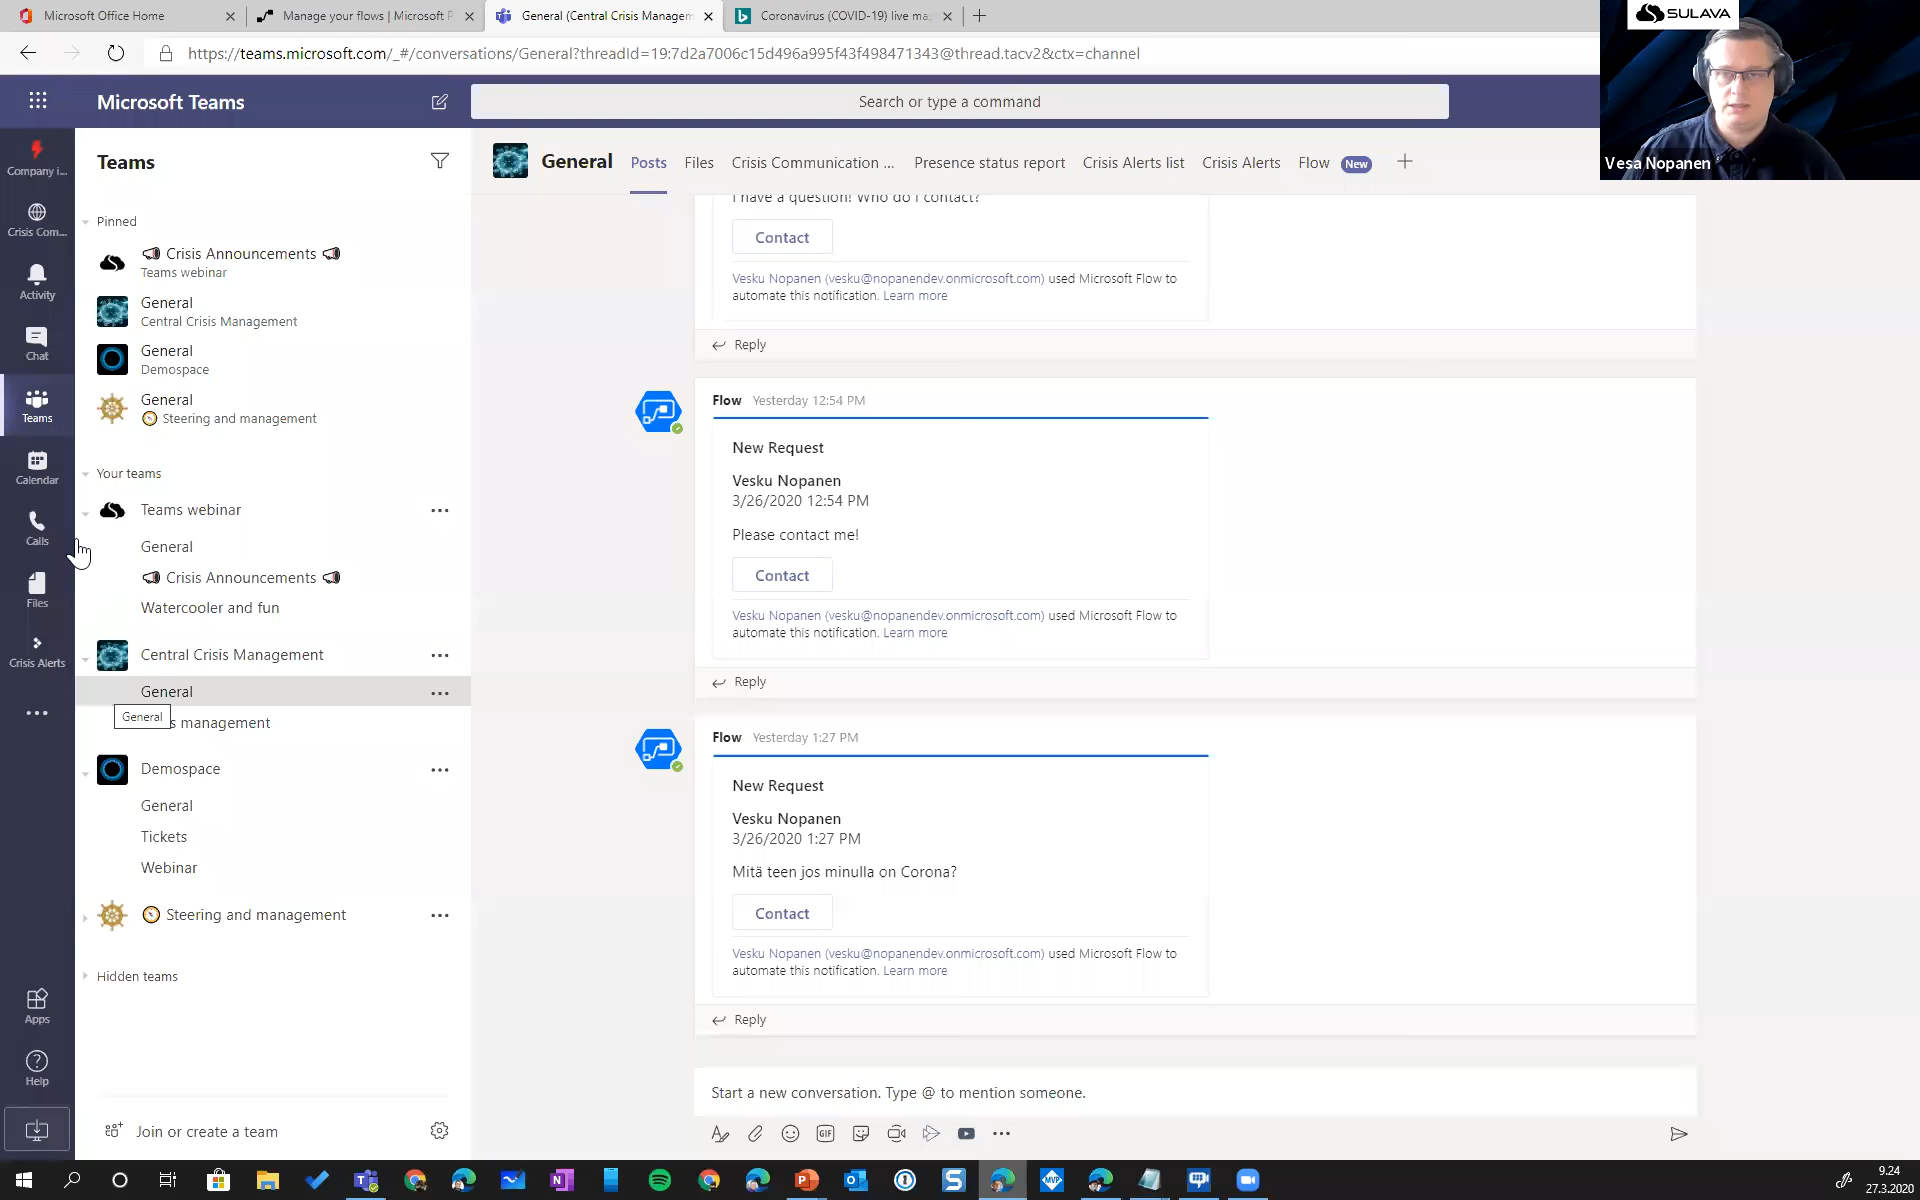 Microsoft Office Home
Manage your flows | Microsoft P
General (Central Crisis Managem
Coronavirus (COVID-19) live ma
https://teams.microsoft.com/_#/conversations/General?threadId=19:7d2a7006c15d496a995f43f498471343@thread.tacv2&ctx=channel
SULAVA
Vesa Nopanen
Microsoft Teams
Search or type a command
Company i...
Crisis Com...
Activity
Chat
Teams
Calendar
Calls
Files
Crisis Alerts
Apps
Help
Teams
Pinned
Crisis Announcements
Teams webinar
General
Central Crisis Management
General
Demospace
General
Steering and management
Your teams
Teams webinar
General
Crisis Announcements
Watercooler and fun
Central Crisis Management
General
General
s management
Demospace
General
Tickets
Webinar
Steering and management
Hidden teams
Join or create a team
General Posts Files Crisis Communication ... Presence status report Crisis Alerts list Crisis Alerts Flow New
I have a question! Who do I contact?
Contact
Vesku Nopanen (vesku@nopanendev.onmicrosoft.com) used Microsoft Flow to
automate this notification. Learn more
Reply
Flow Yesterday 12:54 PM
New Request
Vesku Nopanen
3/26/2020 12:54 PM
Please contact me!
Contact
Vesku Nopanen (vesku@nopanendev.onmicrosoft.com) used Microsoft Flow to
automate this notification. Learn more
Reply
Flow Yesterday 1:27 PM
New Request
Vesku Nopanen
3/26/2020 1:27 PM
Mitä teen jos minulla on Corona?
Contact
Vesku Nopanen (vesku@nopanendev.onmicrosoft.com) used Microsoft Flow to
automate this notification. Learn more
Reply
Start a new conversation. Type @ to mention someone.
GIF
9.24
27.3.2020